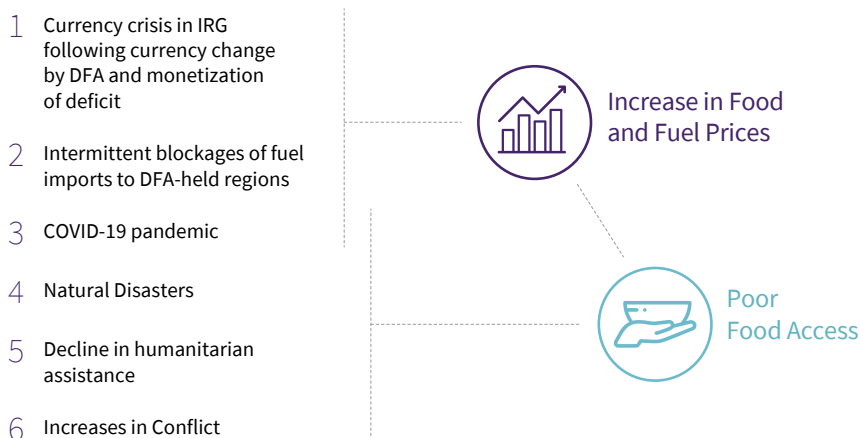 1 Currency crisis in IRG
following currency change
by DFA and monetization
of deficit
2 Intermittent blockages of fuel
imports to DFA-held regions
3 COVID-19 pandemic
4 Natural Disasters
5 Decline in humanitarian
assistance
6 Increases in Conflict
Increase in Food
and Fuel Prices
Poor
Food Access